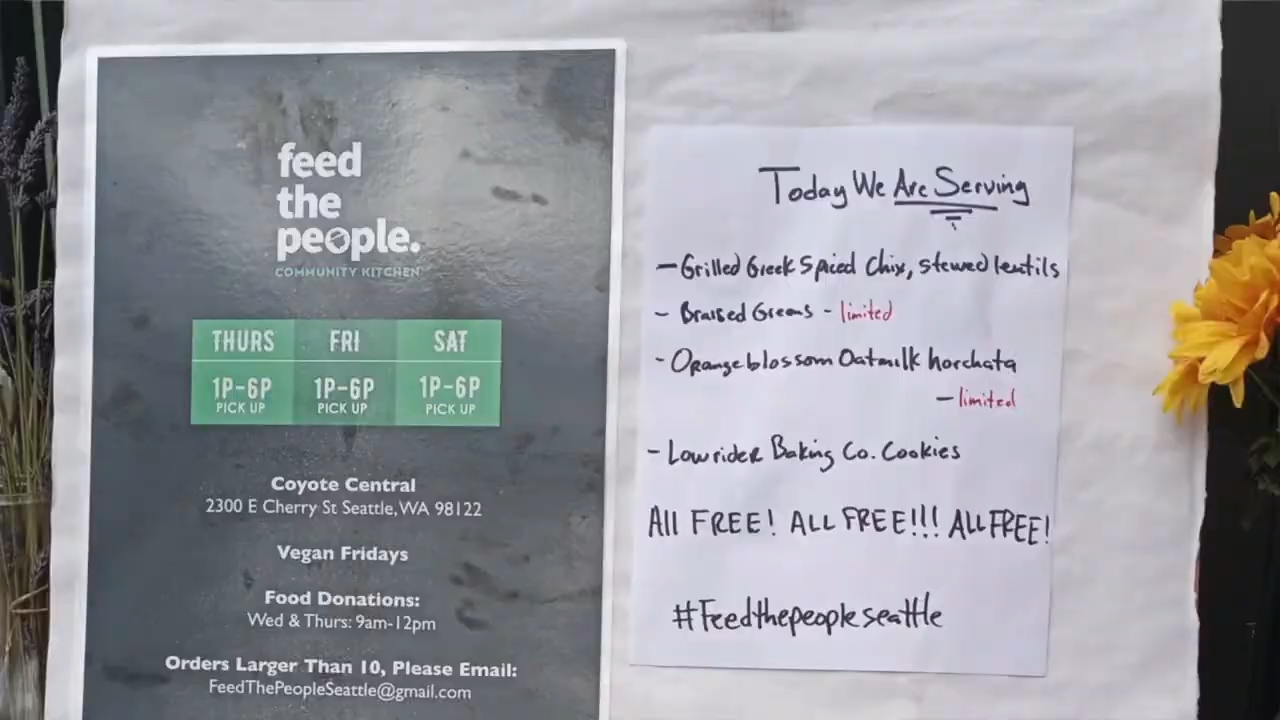 feed
the
people.
COMMUNITY KITCHEN
THURS FRI SAT
1P-6P 1P-6P 1P-6P
PICK UP PICK UP PICK UP
Coyote Central
2300 E Cherry St Seattle, WA 98122
Vegan Fridays
Food Donations:
Wed & Thurs: 9am-12pm
Orders Larger Than 10, Please Email:
FeedThePeopleSeattle@gmail.com
Today We Are Serving
- Grilled Greek Spiced Chix, stewed lentils
- Braised Greens - limited
- Orangeblossom Oatmilk horchata
- limited
- Lowrider Baking Co. Cookies
All FREE! ALL FREE!!! ALL FREE!
#Feedthepeopleseattle